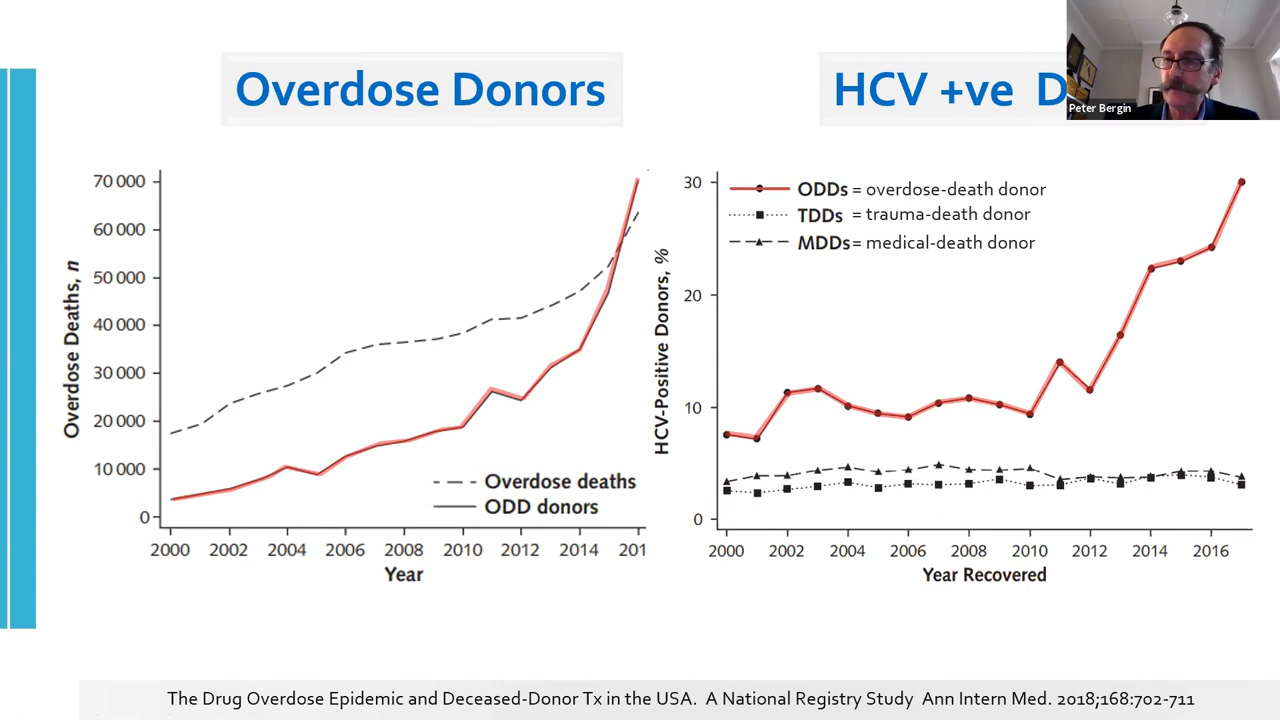 Overdose Donors
HCV +ve D
Peter Bergin
Overdose Deaths, n
70 000
60 000
50 000
40 000
30 000
20 000
10 000
0
Overdose deaths
ODD donors
2000 2002 2004 2006 2008 2010 2012 2014 201
Year
HCV-Positive Donors, %
30
20
10
0
ODDs = overdose-death donor
TDDs = trauma-death donor
MDDs = medical-death donor
2000 2002 2004 2006 2008 2010 2012 2014 2016
Year Recovered
The Drug Overdose Epidemic and Deceased-Donor Tx in the USA. A National Registry Study Ann Intern Med. 2018;168:702-711